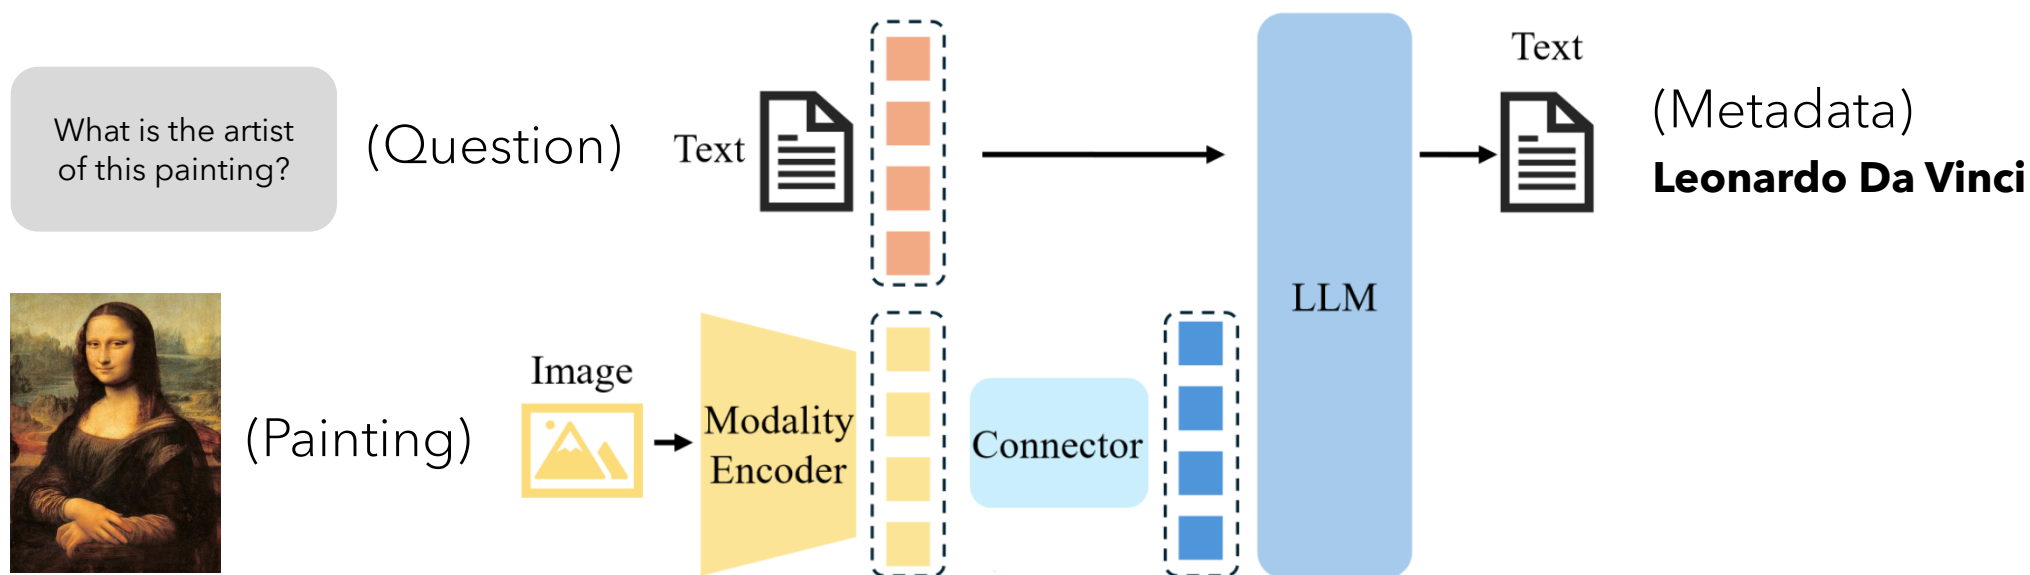 What is the artist
of this painting?
(Question)
Text
Text
(Metadata)
Leonardo Da Vinci
(Painting)
Image
Modality
Encoder
Connector
LLM